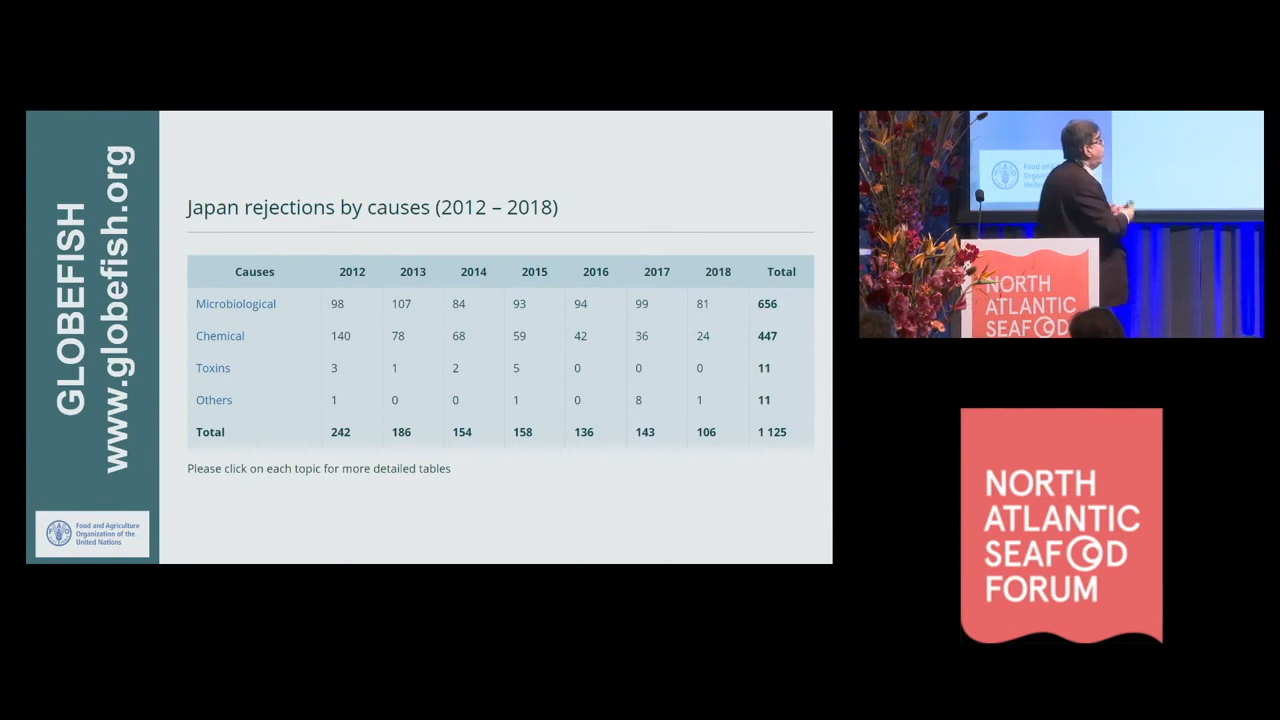 GLOBEFISH
www.globefish.org
Food and Agriculture
Organization of the
United Nations
Japan rejections by causes (2012 – 2018)
Causes 2012 2013 2014 2015 2016 2017 2018 Total
Microbiological 98 107 84 93 94 99 81 656
Chemical 140 78 68 59 42 36 24 447
Toxins 3 1 2 5 0 0 0 11
Others 1 0 0 1 0 8 1 11
Total 242 186 154 158 136 143 106 1 125
Please click on each topic for more detailed tables
NORTH
ATLANTIC
SEAFOOD
NORTH
ATLANTIC
SEAFOOD
FORUM